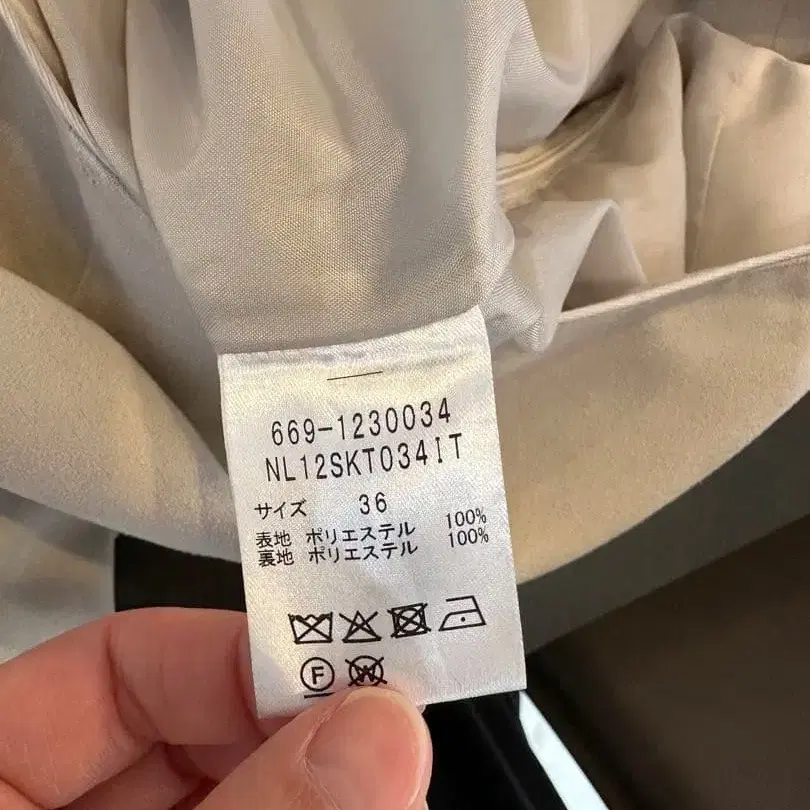 669-1230034
NL12SKT034IT
サイズ 36
表地 ポリエステル 100%
裏地 ポリエステル 100%
F W